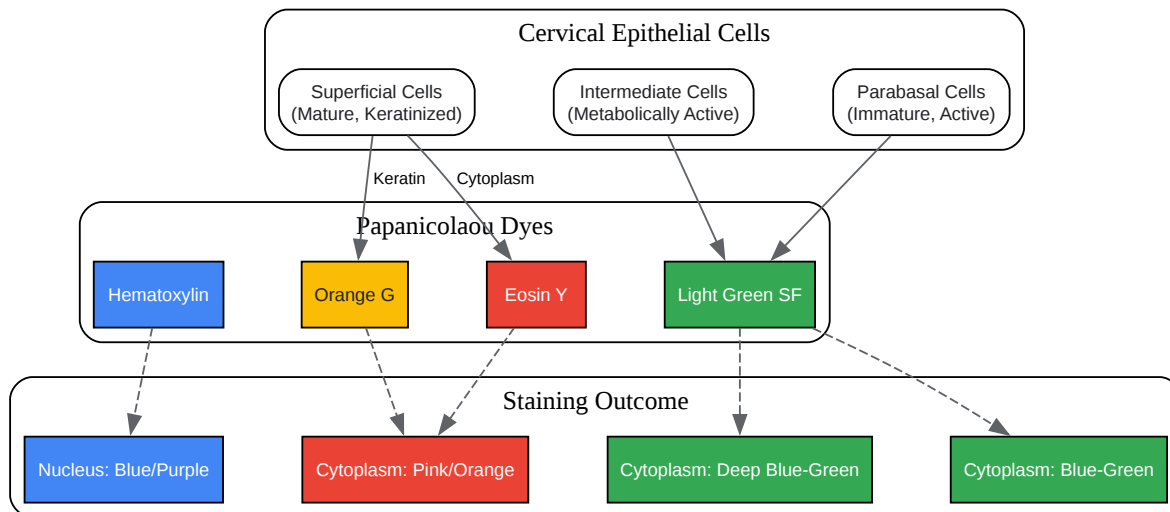 Cervical Epithelial Cells
Superficial Cells
(Mature, Keratinized)
Intermediate Cells
(Metabolically Active)
Parabasal Cells
(Immature, Active)
Keratin
Cytoplasm
Papanicolaou Dyes
Hematoxylin
Orange G
Eosin Y
Light Green SF
Staining Outcome
Nucleus: Blue/Purple
Cytoplasm: Pink/Orange
Cytoplasm: Deep Blue-Green
Cytoplasm: Blue-Green